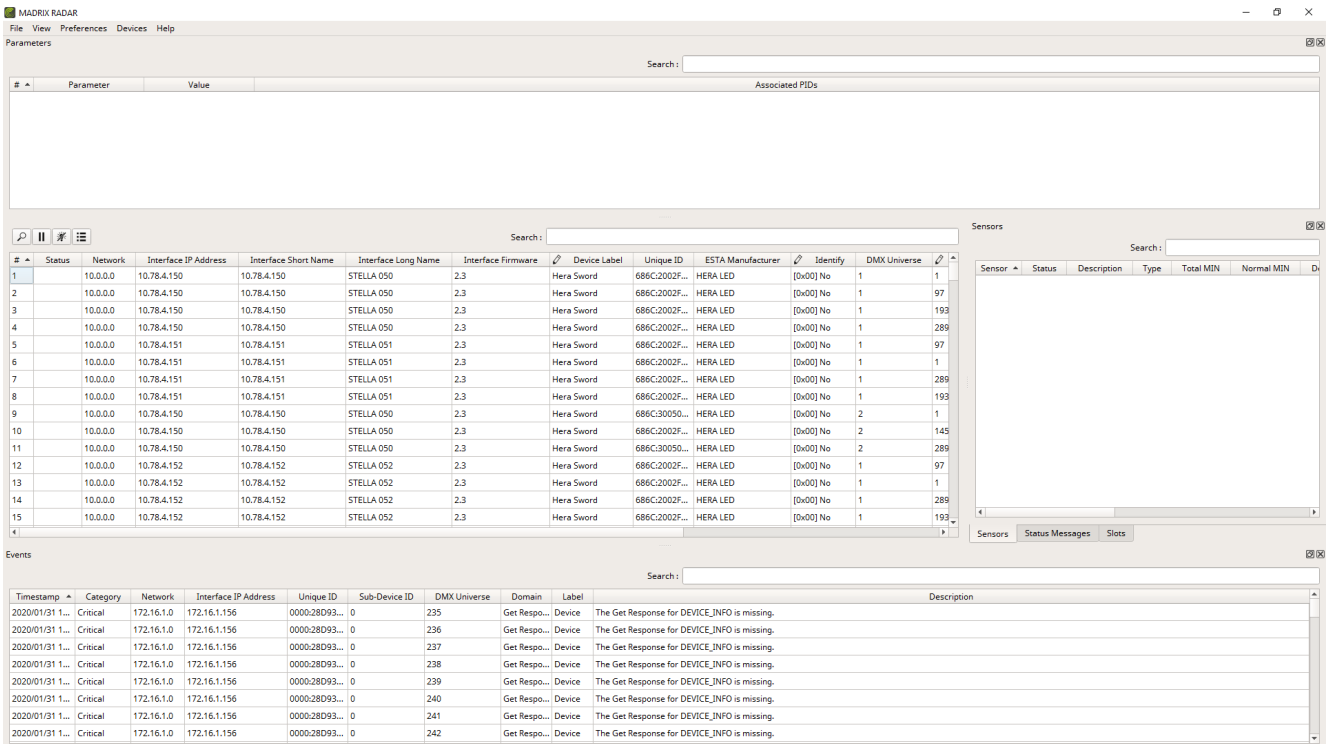 MADRIX RADAR
File View Preferences Devices Help
Parameters
Search :
# Parameter Value Associated PIDs
Search :
# Status Network Interface IP Address Interface Short Name Interface Long Name Interface Firmware Device Label Unique ID ESTA Manufacturer Identify DMX Universe
1 10.0.0.0 10.78.4.150 10.78.4.150 STELLA 050 2.3 Hera Sword 686C:2002F... HERA LED [0x00] No 1 1
2 10.0.0.0 10.78.4.150 10.78.4.150 STELLA 050 2.3 Hera Sword 686C:2002F... HERA LED [0x00] No 1 97
3 10.0.0.0 10.78.4.150 10.78.4.150 STELLA 050 2.3 Hera Sword 686C:2002F... HERA LED [0x00] No 1 193
4 10.0.0.0 10.78.4.150 10.78.4.150 STELLA 050 2.3 Hera Sword 686C:2002F... HERA LED [0x00] No 1 289
5 10.0.0.0 10.78.4.151 10.78.4.151 STELLA 051 2.3 Hera Sword 686C:2002F... HERA LED [0x00] No 1 97
6 10.0.0.0 10.78.4.151 10.78.4.151 STELLA 051 2.3 Hera Sword 686C:2002F... HERA LED [0x00] No 1 1
7 10.0.0.0 10.78.4.151 10.78.4.151 STELLA 051 2.3 Hera Sword 686C:2002F... HERA LED [0x00] No 1 289
8 10.0.0.0 10.78.4.151 10.78.4.151 STELLA 051 2.3 Hera Sword 686C:2002F... HERA LED [0x00] No 1 193
9 10.0.0.0 10.78.4.150 10.78.4.150 STELLA 050 2.3 Hera Sword 686C:30050... HERA LED [0x00] No 2 1
10 10.0.0.0 10.78.4.150 10.78.4.150 STELLA 050 2.3 Hera Sword 686C:2002F... HERA LED [0x00] No 2 145
11 10.0.0.0 10.78.4.150 10.78.4.150 STELLA 050 2.3 Hera Sword 686C:30050... HERA LED [0x00] No 2 289
12 10.0.0.0 10.78.4.152 10.78.4.152 STELLA 052 2.3 Hera Sword 686C:2002F... HERA LED [0x00] No 1 97
13 10.0.0.0 10.78.4.152 10.78.4.152 STELLA 052 2.3 Hera Sword 686C:2002F... HERA LED [0x00] No 1 1
14 10.0.0.0 10.78.4.152 10.78.4.152 STELLA 052 2.3 Hera Sword 686C:2002F... HERA LED [0x00] No 1 289
15 10.0.0.0 10.78.4.152 10.78.4.152 STELLA 052 2.3 Hera Sword 686C:2002F... HERA LED [0x00] No 1 193
Sensors
Search :
Sensor Status Description Type Total MIN Normal MIN
Sensors Status Messages Slots
Events
Search :
Timestamp Category Network Interface IP Address Unique ID Sub-Device ID DMX Universe Domain Label Description
2020/01/31 1... Critical 172.16.1.0 172.16.1.156 0000:28D93... 0 235 Get Respo... Device The Get Response for DEVICE_INFO is missing.
2020/01/31 1... Critical 172.16.1.0 172.16.1.156 0000:28D93... 0 236 Get Respo... Device The Get Response for DEVICE_INFO is missing.
2020/01/31 1... Critical 172.16.1.0 172.16.1.156 0000:28D93... 0 237 Get Respo... Device The Get Response for DEVICE_INFO is missing.
2020/01/31 1... Critical 172.16.1.0 172.16.1.156 0000:28D93... 0 238 Get Respo... Device The Get Response for DEVICE_INFO is missing.
2020/01/31 1... Critical 172.16.1.0 172.16.1.156 0000:28D93... 0 239 Get Respo... Device The Get Response for DEVICE_INFO is missing.
2020/01/31 1... Critical 172.16.1.0 172.16.1.156 0000:28D93... 0 240 Get Respo... Device The Get Response for DEVICE_INFO is missing.
2020/01/31 1... Critical 172.16.1.0 172.16.1.156 0000:28D93... 0 241 Get Respo... Device The Get Response for DEVICE_INFO is missing.
2020/01/31 1... Critical 172.16.1.0 172.16.1.156 0000:28D93... 0 242 Get Respo... Device The Get Response for DEVICE_INFO is missing.